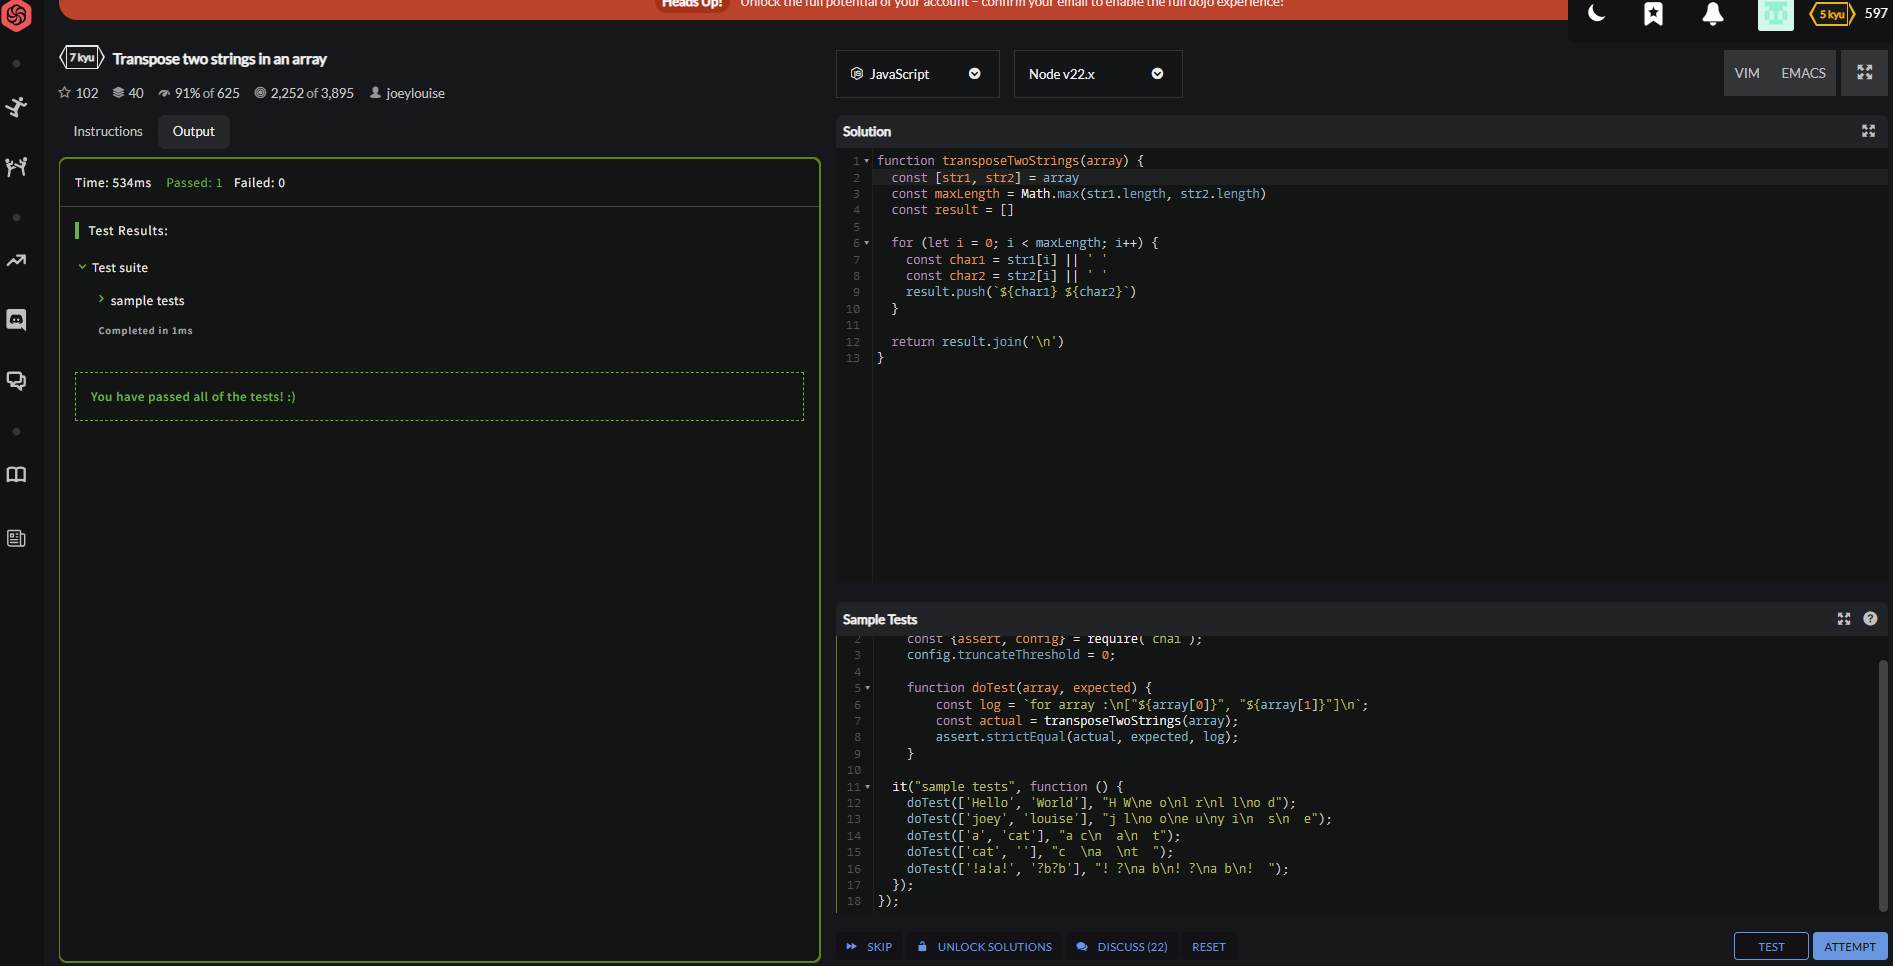 Heads Up! Unlock the full potential of your account – confirm your email to enable the full dojo experience!
5 kyu 597
7 kyu Transpose two strings in an array
102 40 91% of 625 2,252 of 3,895 joeylouise
JavaScript
Node v22.x
VIM EMACS
Instructions Output
Time: 534ms Passed: 1 Failed: 0
Test Results:
Test suite
sample tests
Completed in 1ms
You have passed all of the tests! :)
Solution
1 function transposeTwoStrings(array) {
2   const [str1, str2] = array
3   const maxLength = Math.max(str1.length, str2.length)
4   const result = []
5
6   for (let i = 0; i < maxLength; i++) {
7     const char1 = str1[i] || ' '
8     const char2 = str2[i] || ' '
9     result.push(`${char1} ${char2}`)
10   }
11
12   return result.join('\n')
13 }
Sample Tests
2     const {assert, config} = require('chai');
3     config.truncateThreshold = 0;
4
5     function doTest(array, expected) {
6         const log = `for array :\n["${array[0]}", "${array[1]}"]\n`;
7         const actual = transposeTwoStrings(array);
8         assert.strictEqual(actual, expected, log);
9     }
10
11   it("sample tests", function () {
12     doTest(['Hello', 'World'], "H W\ne o\nl r\nl l\no d");
13     doTest(['joey', 'louise'], "j l\no o\ne u\ny i\n  s\n  e");
14     doTest(['a', 'cat'], "a c\n  a\n  t");
15     doTest(['cat', ''], "c  \na  \nt  ");
16     doTest(['!a!a!', '?b?b'], "! ?\na b\n! ?\na b\n!  ");
17   });
18 });
SKIP UNLOCK SOLUTIONS DISCUSS (22) RESET
TEST ATTEMPT